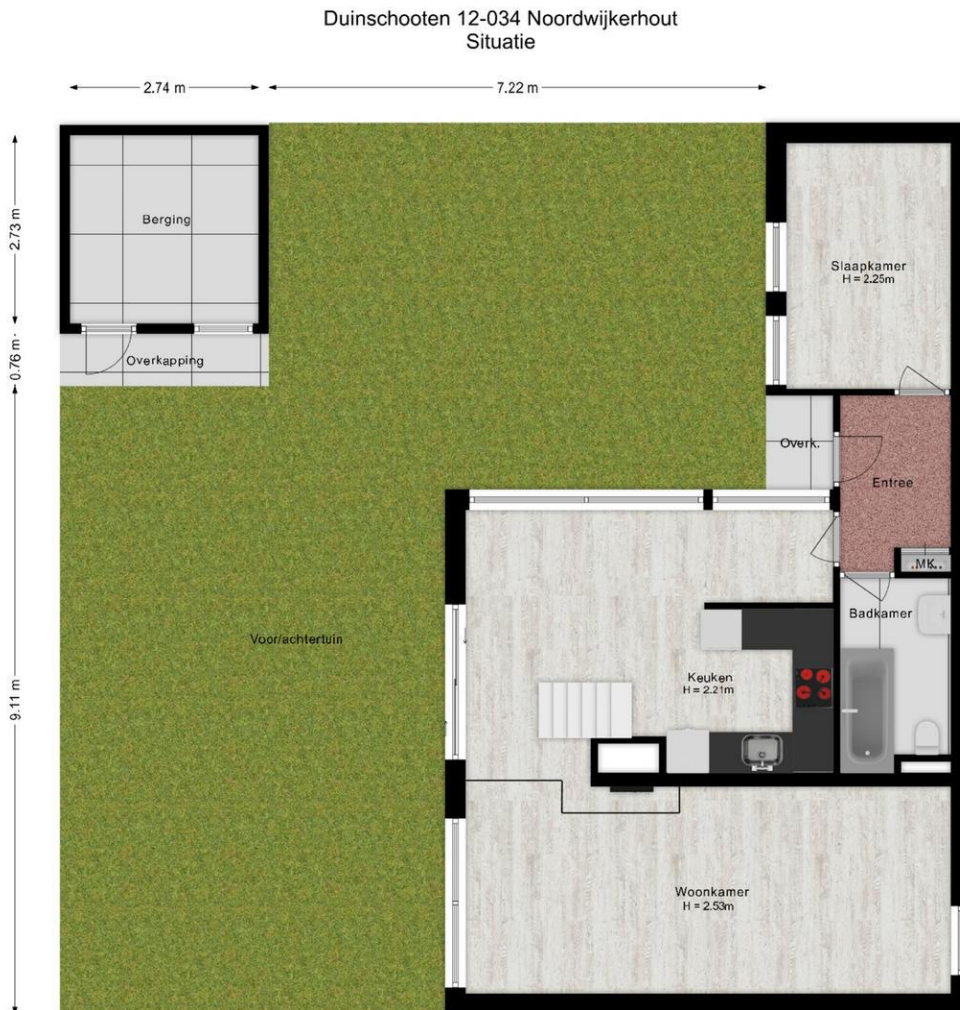 Duinschooten 12-034 Noordwijkerhout
Situatie
2.74 m
7.22 m
2.73 m
0.76 m
9.11 m
Berging
Overkapping
Slaapkamer
H = 2.25m
Overk.
Entree
MK
Badkamer
Voor/achtertuin
Keuken
H = 2.21m
Woonkamer
H = 2.53m